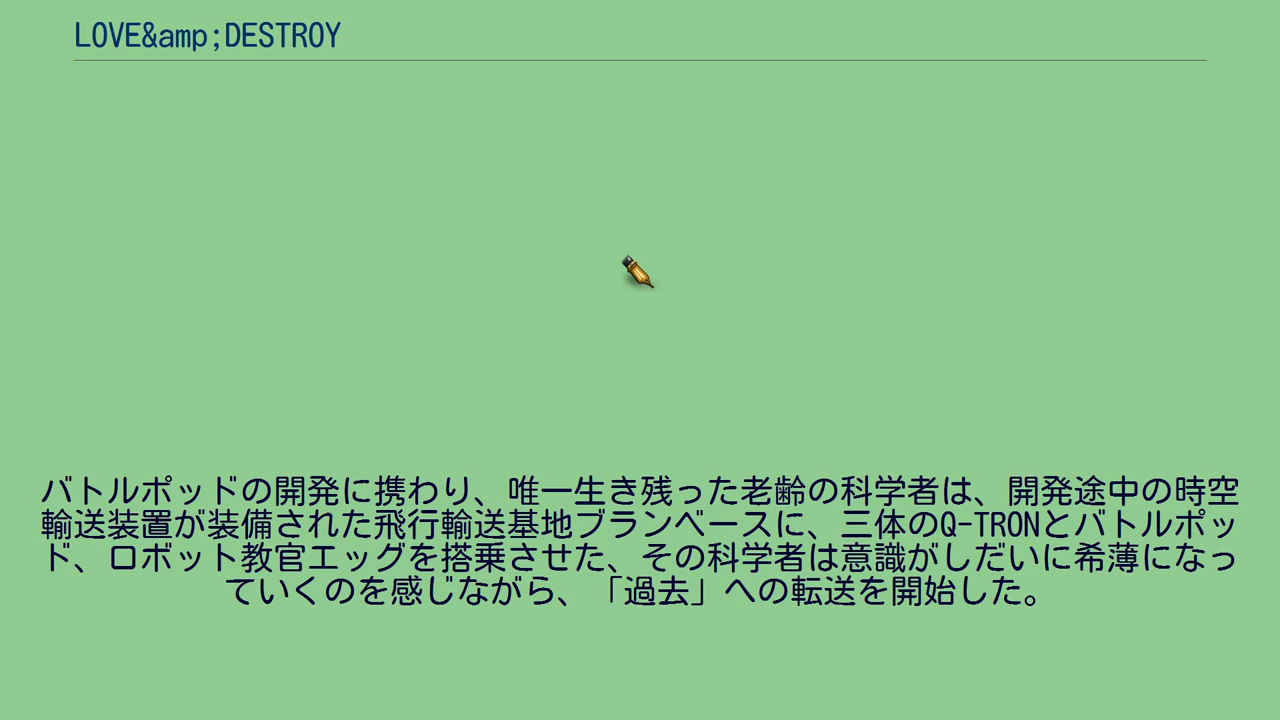 LOVE&amp;DESTROY
バトルポッドの開発に携わり、唯一生き残った老齢の科学者は、開発途中の時空
輸送装置が装備された飛行輸送基地ブランベースに、三体のQ-TRONとバトルポッ
ド、ロボット教官エッグを搭乗させた、その科学者は意識がしだいに希薄になっ
ていくのを感じながら、「過去」への転送を開始した。